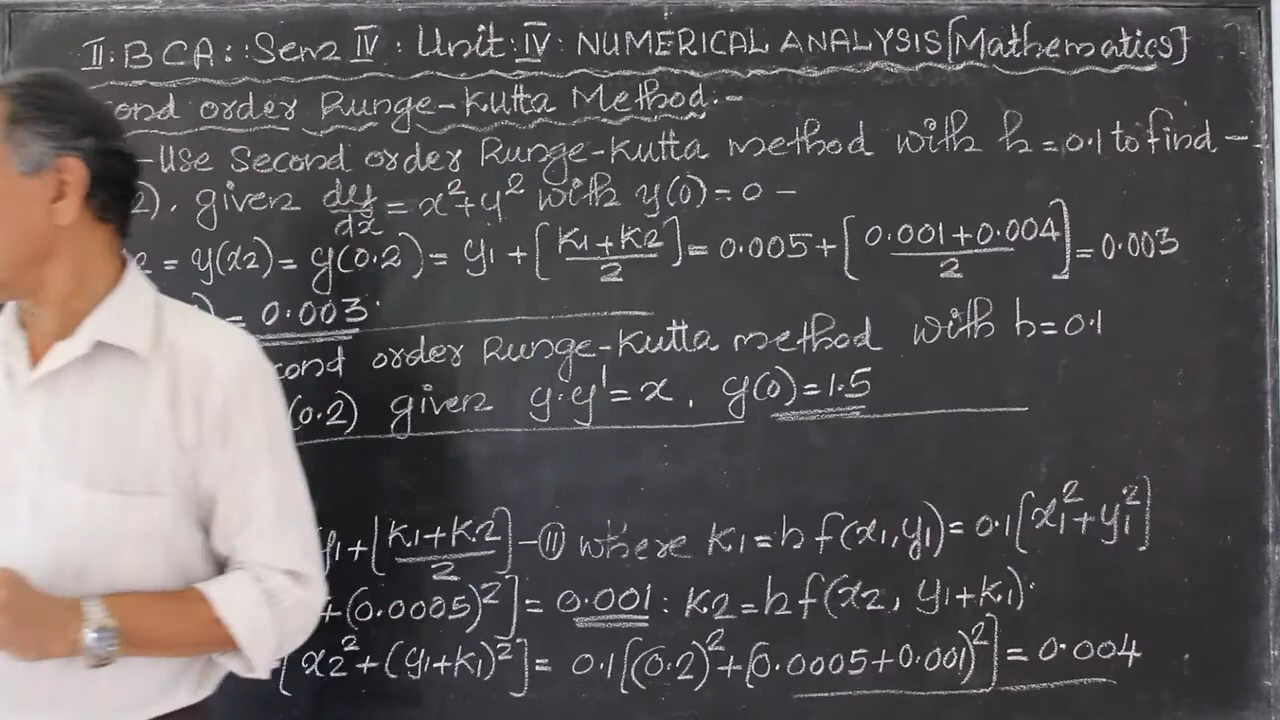 II: BCA:: Sem IV: Unit: IV: NUMERICAL ANALYSIS [Mathematics]
ond order Runge-Kutta Method:-
-Use Second order Runge-Kutta method with h=0.1 to find -
2). given dy/dx = x²+y² with y(0)=0 -
2 = y(x2) = y(0.2) = y1 + [K1+K2/2] = 0.005 + [0.001+0.004/2] = 0.003
) = 0.003
cond order Runge-Kutta method with h=0.1
(0.2) given y.y' = x, y(0)=1.5
y1 + [K1+K2/2] - (II) where K1 = h f(x1, y1) = 0.1 [x1² + y1²]
+(0.0005)²] = 0.001 : K2 = h f(x2, y1+K1)
[x2² + (y1+K1)²] = 0.1 [(0.2)² + (0.0005+0.001)²] = 0.004